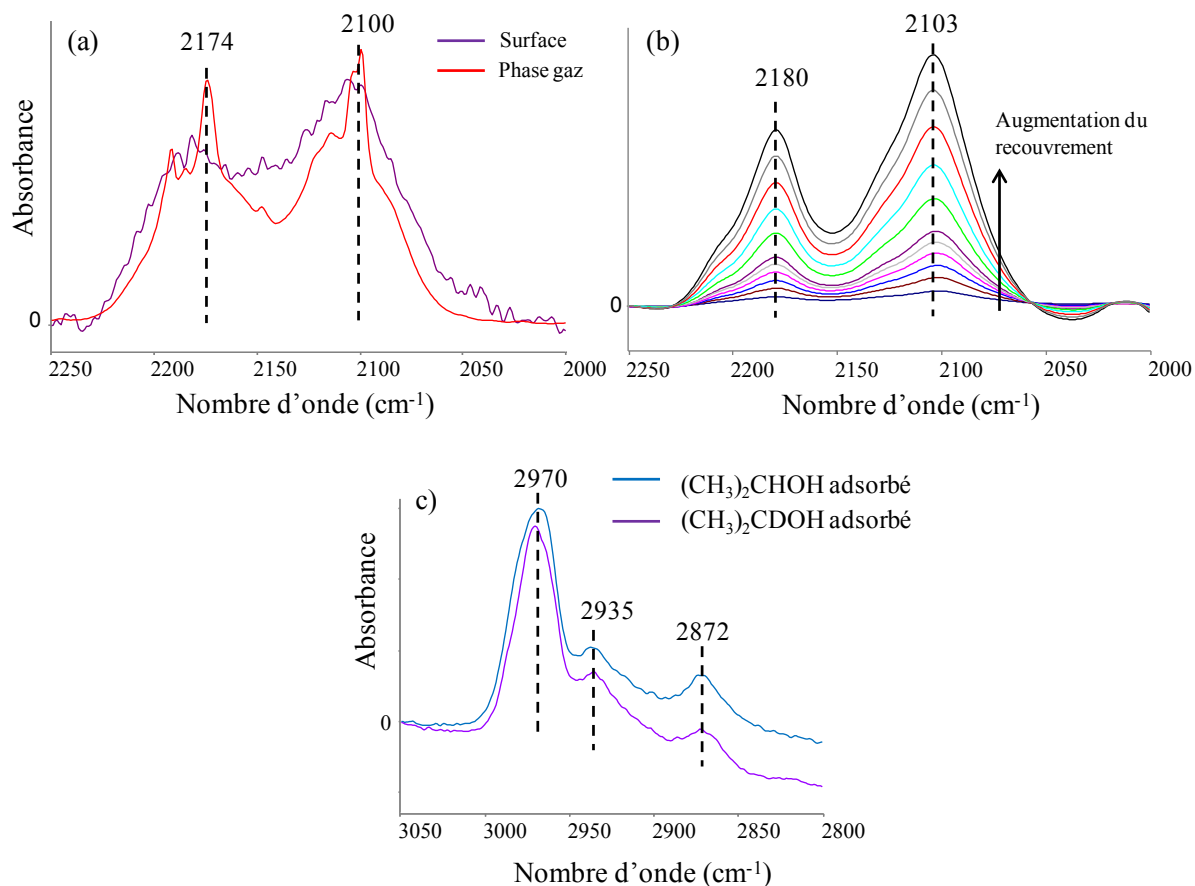 (a)
2174
2100
Surface
Phase gaz
Absorbance
0
2250
2200
2150
2100
2050
2000
Nombre d'onde (cm-1)
(b)
2180
2103
Augmentation du
recouvrement
0
2250
2200
2150
2100
2050
2000
Nombre d'onde (cm-1)
c)
2970
2935
2872
(CH3)2CHOH adsorbé
(CH3)2CDOH adsorbé
Absorbance
0
3050
3000
2950
2900
2850
2800
Nombre d'onde (cm-1)